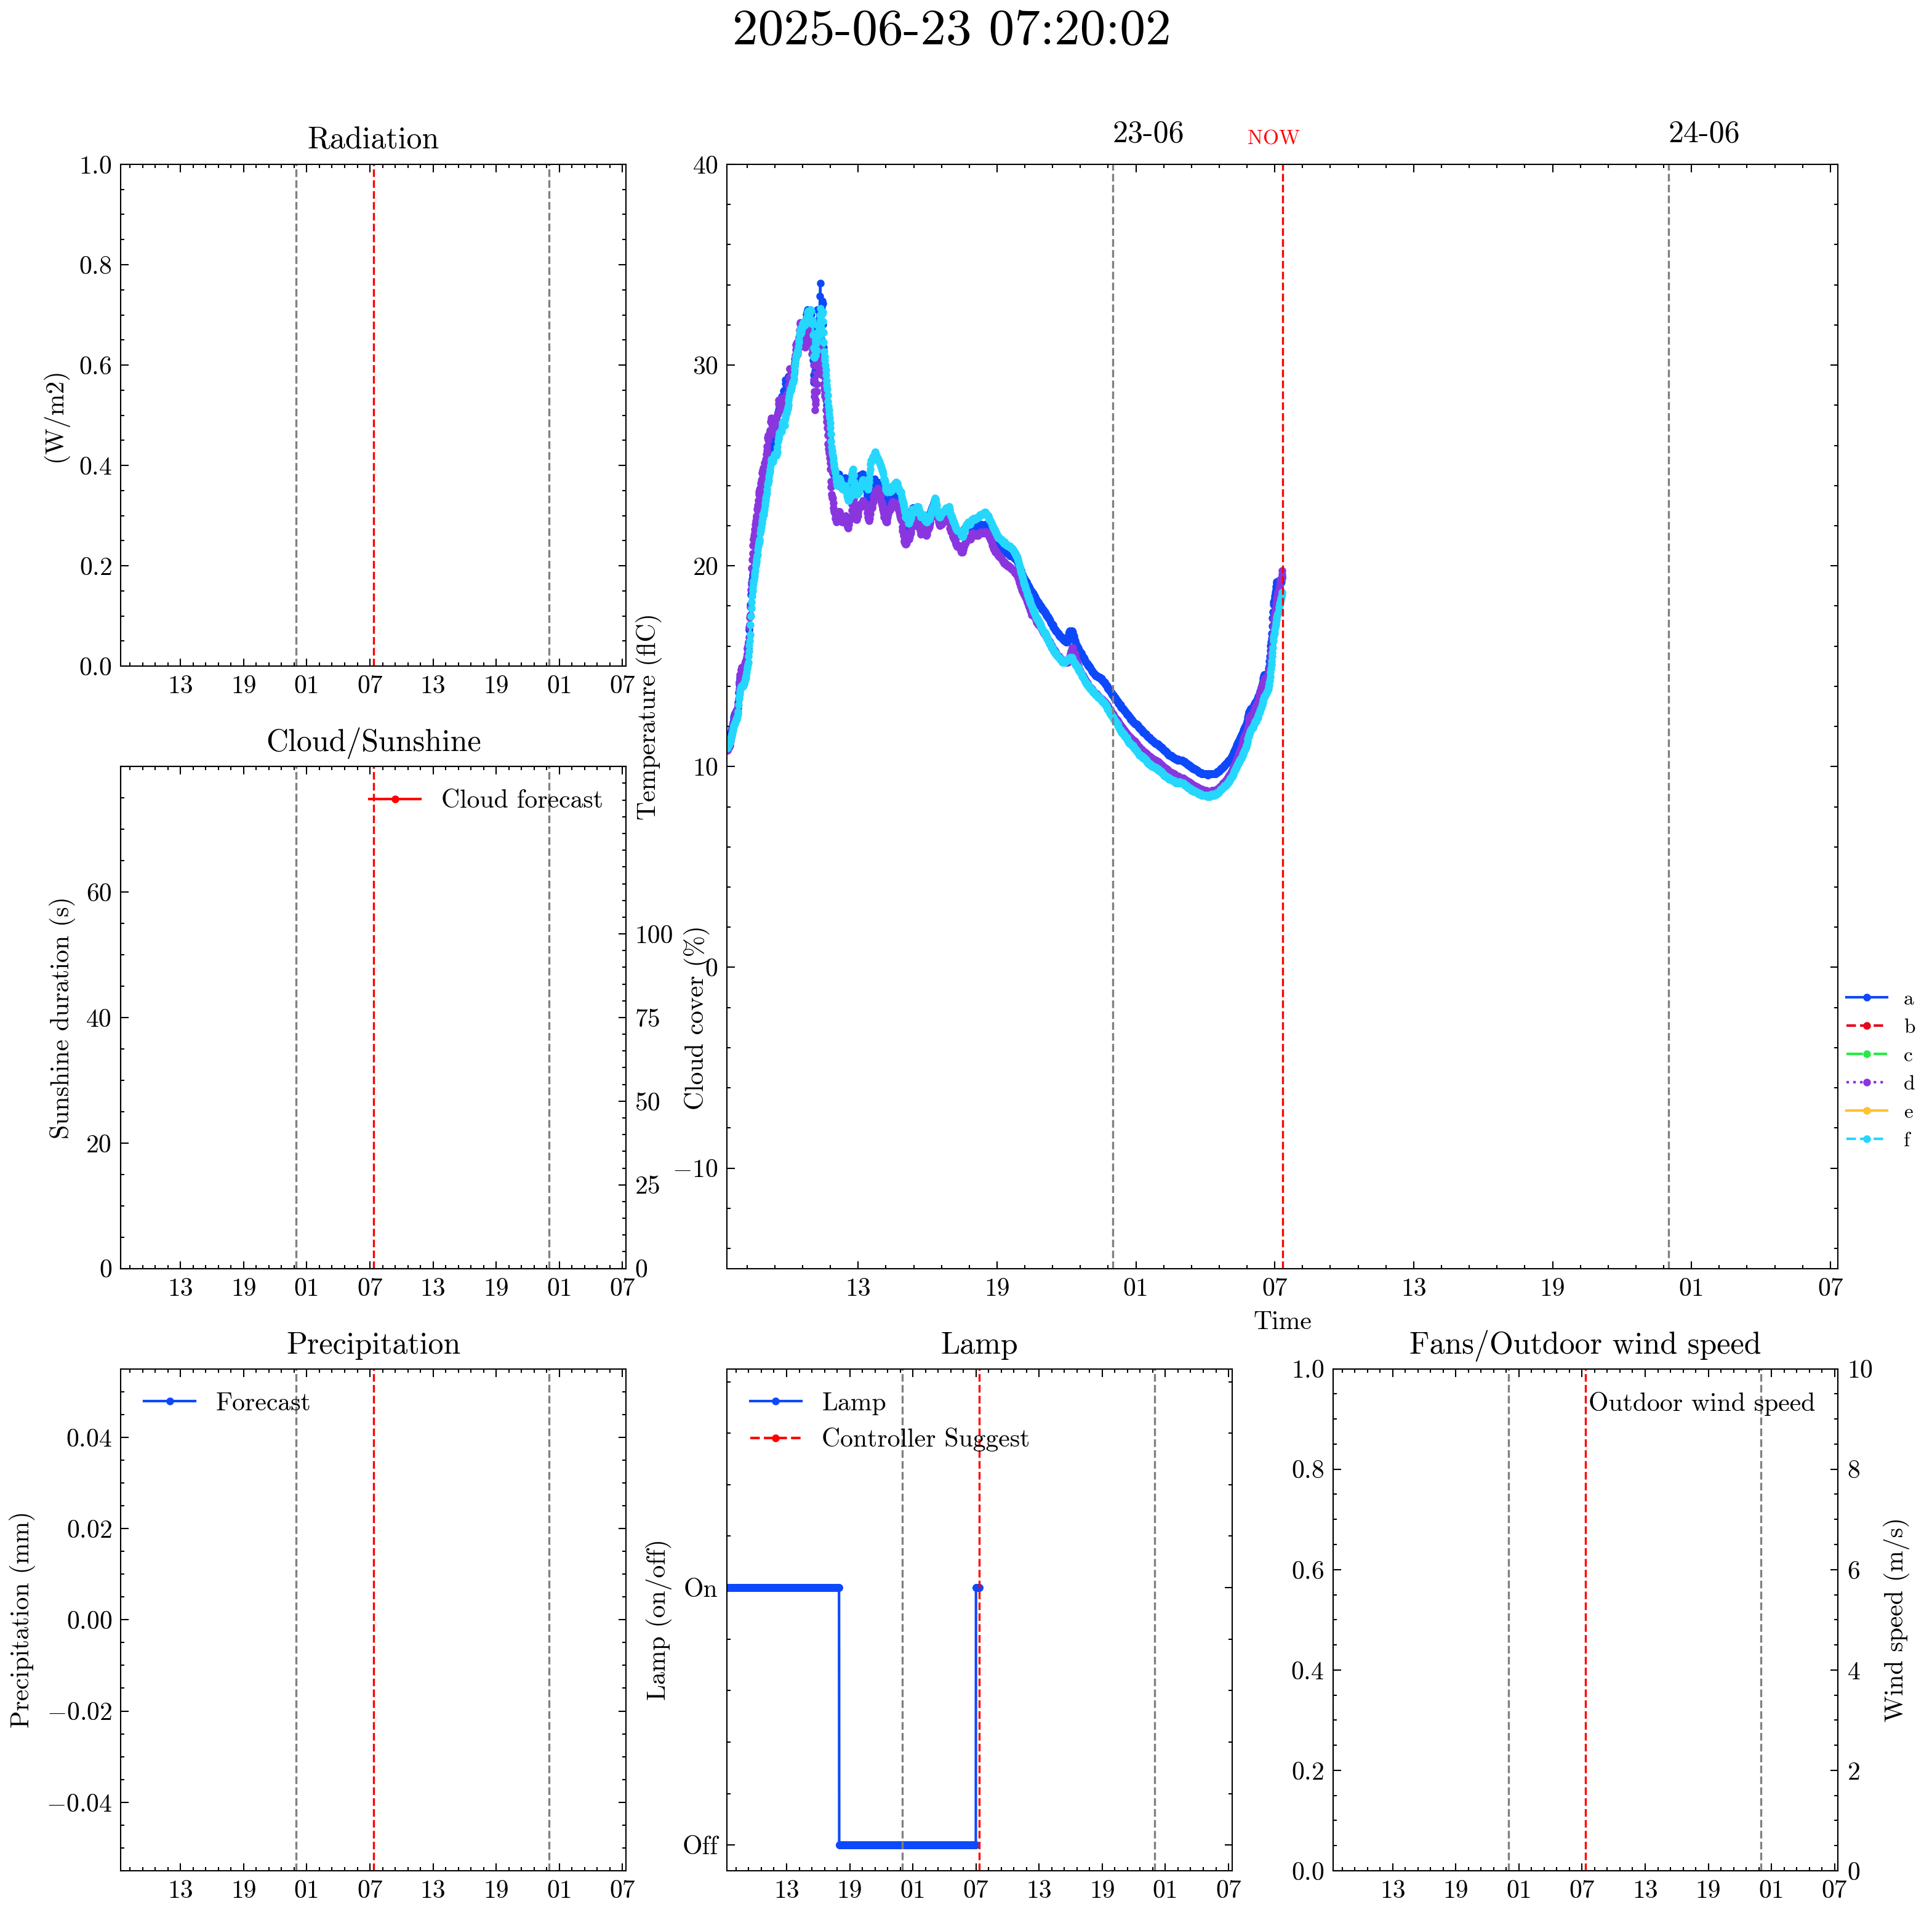 2025-06-23 07:20:02
Radiation
1.0
0.8
0.6
0.4
0.2
0.0
(W/m2)
13 19 01 07 13 19 01 07
23-06 NOW 24-06
40
30
20
10
0
−10
Temperature (flC)
13 19 01 07 13 19 01 07
Time
a
b
c
d
e
f
Cloud/Sunshine
Cloud forecast
60
40
20
0
Sunshine duration (s)
100
75
50
25
0
Cloud cover (%)
13 19 01 07 13 19 01 07
Precipitation
Forecast
0.04
0.02
0.00
−0.02
−0.04
Precipitation (mm)
13 19 01 07 13 19 01 07
Lamp
Lamp
Controller Suggest
On
Off
Lamp (on/off)
13 19 01 07 13 19 01 07
Fans/Outdoor wind speed
Outdoor wind speed
1.0
0.8
0.6
0.4
0.2
0.0
10
8
6
4
2
0
Wind speed (m/s)
13 19 01 07 13 19 01 07